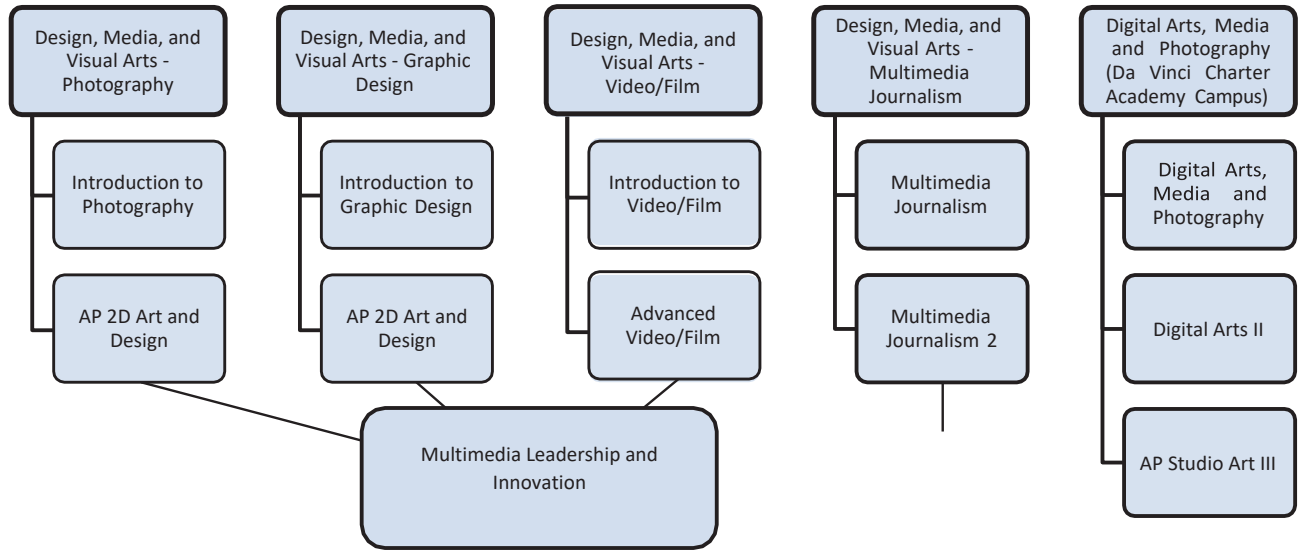 Design, Media, and
Visual Arts -
Photography
Introduction to
Photography
AP 2D Art and
Design
Design, Media, and
Visual Arts - Graphic
Design
Introduction to
Graphic Design
AP 2D Art and
Design
Design, Media, and
Visual Arts -
Video/Film
Introduction to
Video/Film
Advanced
Video/Film
Multimedia Leadership and
Innovation
Design, Media, and
Visual Arts -
Multimedia
Journalism
Multimedia
Journalism
Multimedia
Journalism 2
Digital Arts, Media
and Photography
(Da Vinci Charter
Academy Campus)
Digital Arts,
Media and
Photography
Digital Arts II
AP Studio Art III